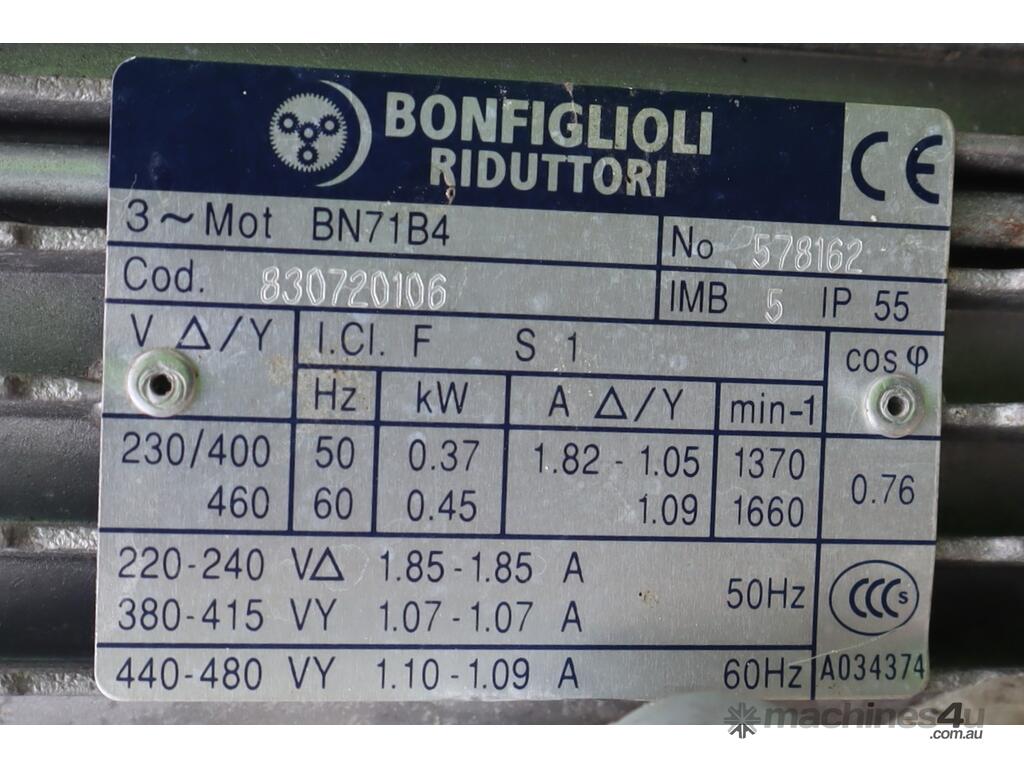 BONFIGLIOLI
RIDUTTORI
CE
3~Mot BN71B4
No 578162
Cod. 830720106
IMB 5 IP 55
V Δ/Y
I.Cl. F S 1
cos φ
Hz kW A Δ/Y min-1
230/400 50 0.37 1.82 - 1.05 1370
460 60 0.45 1.09 1660
0.76
220-240 VΔ 1.85-1.85 A
380-415 VY 1.07-1.07 A
50Hz
CCC S
440-480 VY 1.10-1.09 A 60Hz
A034374
machines4u
.com.au